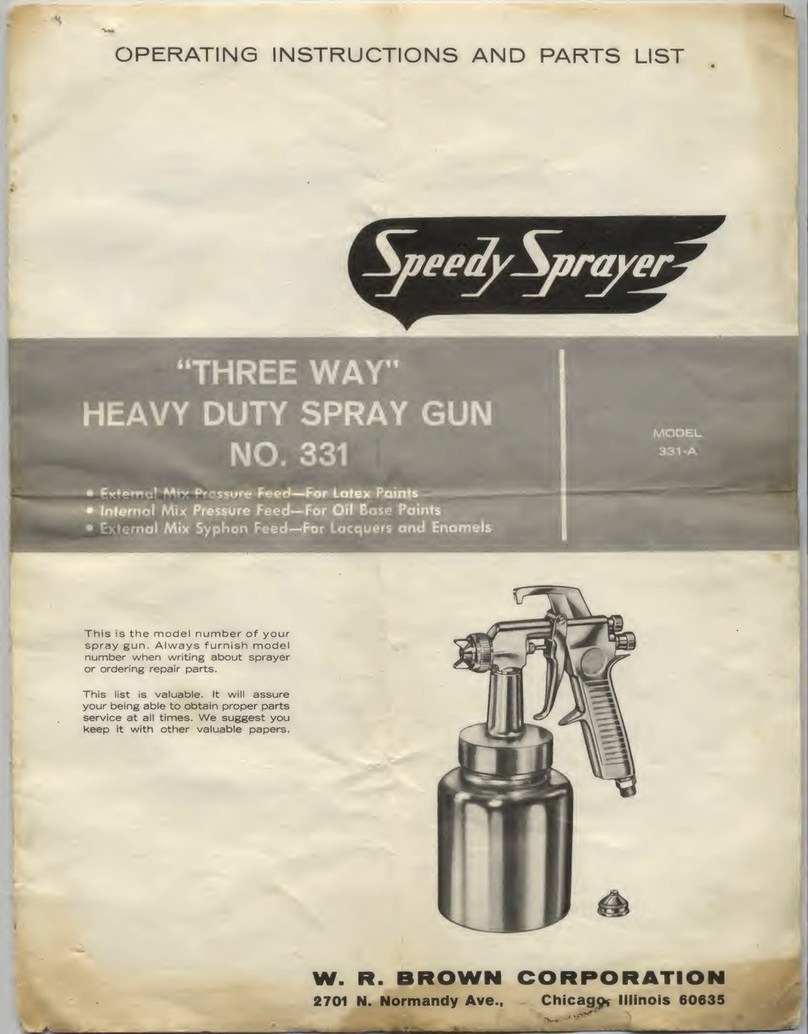 OPERATING INSTRUCTIONS AND PARTS LIST
Speedy Sprayer
"THREE WAY"
HEAVY DUTY SPRAY GUN
NO. 331
• External Mix Pressure Feed—For Latex Paints
• Internal Mix Pressure Feed—For Oil Base Paints
• External Mix Syphon Feed—For Lacquers and Enamels
MODEL
331-A
This is the model number of your
spray gun. Always furnish model
number when writing about sprayer
or ordering repair parts.
This list is valuable. It will assure
your being able to obtain proper parts
service at all times. We suggest you
keep it with other valuable papers.
W. R. BROWN CORPORATION
2701 N. Normandy Ave., Chicago, Illinois 60635